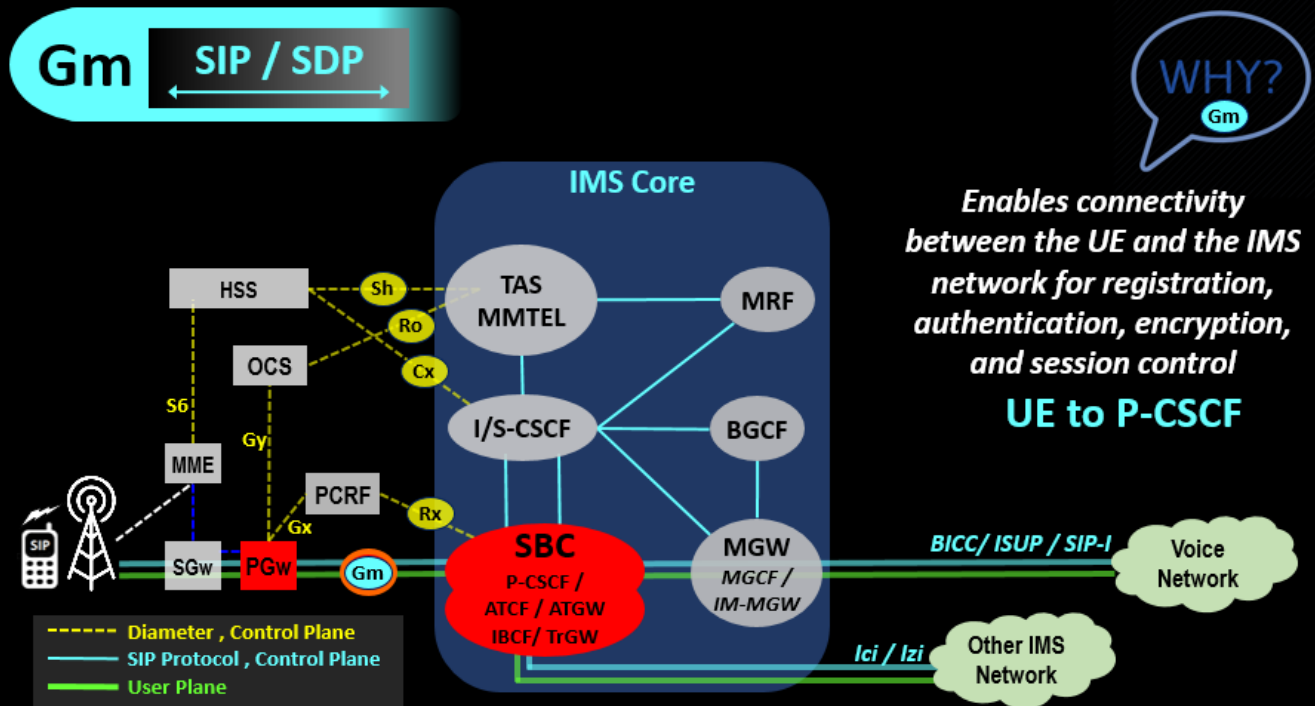 Gm
SIP / SDP
WHY?
Gm
IMS Core
Enables connectivity
between the UE and the IMS
network for registration,
authentication, encryption,
and session control
UE to P-CSCF
HSS
Sh
TAS
MMTEL
MRF
Ro
OCS
Cx
S6
Gy
I/S-CSCF
BGCF
MME
PCRF
Gx
Rx
SIP
SGw
PGw
Gm
SBC
P-CSCF /
ATCF / ATGW
IBCF/ TrGW
MGW
MGCF /
IM-MGW
BICC/ ISUP / SIP-I
Voice
Network
Diameter , Control Plane
SIP Protocol , Control Plane
User Plane
Ici / Izi
Other IMS
Network